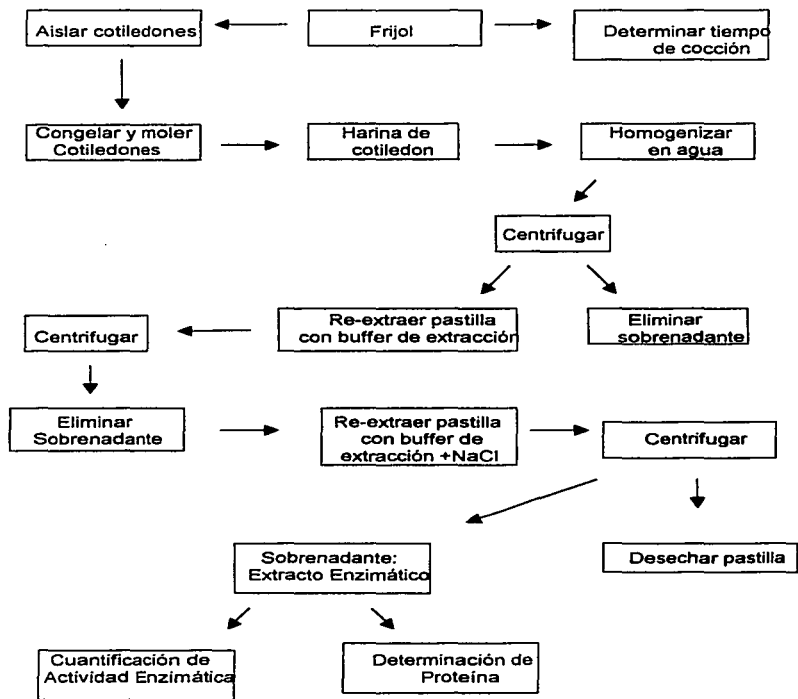 Aislar cotiledones
Frijol
Determinar tiempo
de cocción
Congelar y moler
Cotiledones
Harina de
cotiledon
Homogenizar
en agua
Centrifugar
Re-extraer pastilla
con buffer de extracción
Eliminar
sobrenadante
Centrifugar
Eliminar
Sobrenadante
Re-extraer pastilla
con buffer de
extracción +NaCl
Centrifugar
Sobrenadante:
Extracto Enzimático
Desechar pastilla
Cuantificación de
Actividad Enzimática
Determinación de
Proteína